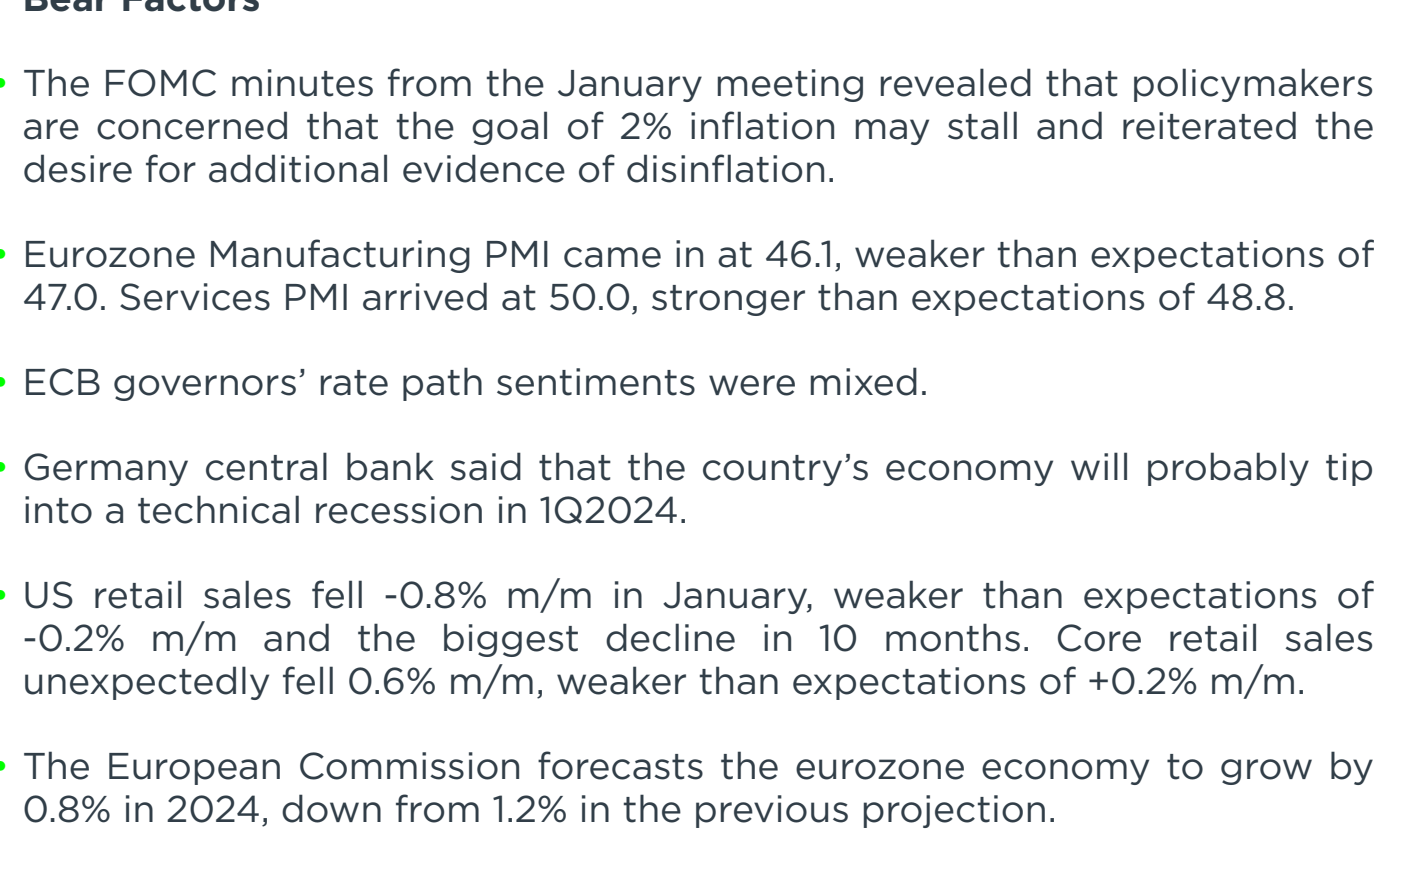 Bear Factors
• The FOMC minutes from the January meeting revealed that policymakers
are concerned that the goal of 2% inflation may stall and reiterated the
desire for additional evidence of disinflation.
• Eurozone Manufacturing PMI came in at 46.1, weaker than expectations of
47.0. Services PMI arrived at 50.0, stronger than expectations of 48.8.
• ECB governors’ rate path sentiments were mixed.
• Germany central bank said that the country’s economy will probably tip
into a technical recession in 1Q2024.
• US retail sales fell -0.8% m/m in January, weaker than expectations of
-0.2% m/m and the biggest decline in 10 months. Core retail sales
unexpectedly fell 0.6% m/m, weaker than expectations of +0.2% m/m.
• The European Commission forecasts the eurozone economy to grow by
0.8% in 2024, down from 1.2% in the previous projection.